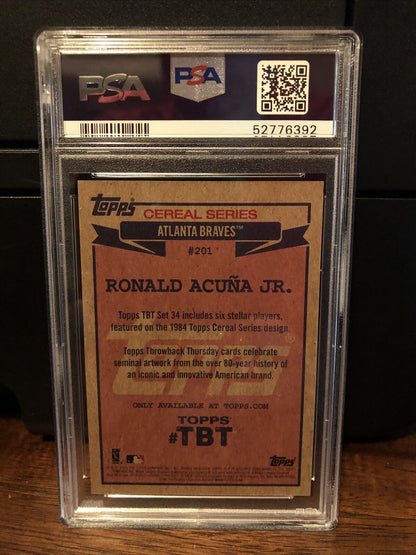 PSA
PSA
52776392
Topps
CEREAL SERIES
ATLANTA BRAVES™
#201
RONALD ACUÑA JR.
Topps TBT Set 34 includes six stellar players,
featured on the 1984 Topps Cereal Series design.
Topps Throwback Thursday cards celebrate
seminal artwork from the over 80-year history of
an iconic and innovative American brand.
ONLY AVAILABLE AT TOPPS.COM
TOPPS
#TBT
Topps